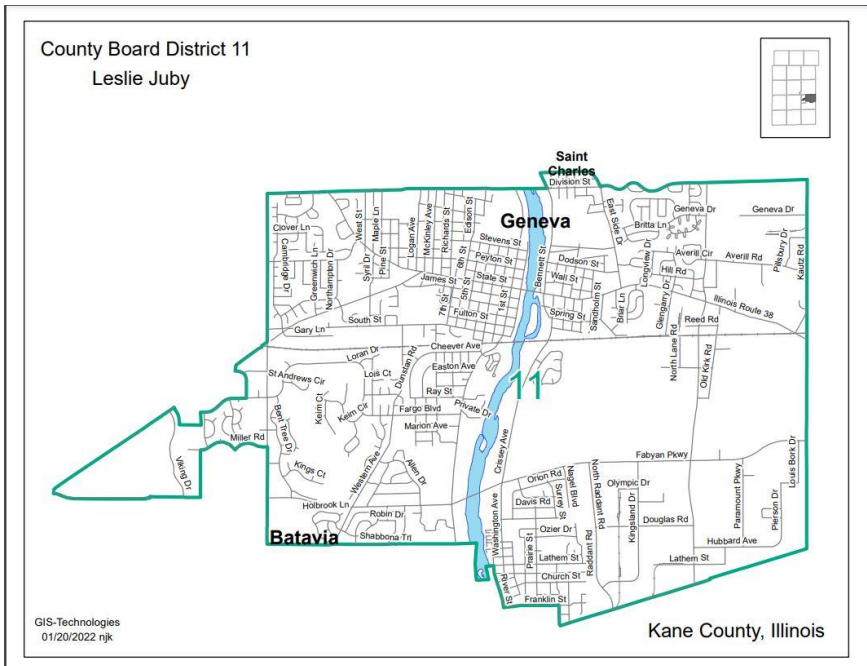 County Board District 11
Leslie Juby
Saint
Charles
Division St
Geneva
Clover Ln
Cambridge Dr
Greenwich Ln
Northampton Dr
West St
Syril Dr
Maple Ln
Pine St
Logan Ave
McKinley Ave
Richards St
Edison St
Stevens St
Peyton St
State St
James St
6th St
5th St
7th St
1st St
Fulton St
South St
Gary Ln
Bennett St
Dodson St
Wall St
Spring St
Sandholm St
Briar Ln
East Side Dr
Britta Ln
Geneva Dr
Geneva Dr
Longview Dr
Averill Cir
Averill Rd
Hill Rd
Glengarry Dr
Pillsbury Dr
Kautz Rd
Illinois Route 38
Reed Rd
North Lane Rd
Old Kirk Rd
Cheever Ave
Loran Dr
Dunstan Rd
Easton Ave
St Andrews Cir
Lois Ct
Ray St
11
Keim Ct
Keim Cir
Fargo Blvd
Private Dr
Marion Ave
Bent Tree Dr
Miller Rd
Viking Dr
Kings Ct
Western Ave
Allen Dr
Crissey Ave
Fabyan Pkwy
Louis Bork Dr
Holbrook Ln
Robin Dr
Batavia
Shabbona Trl
Orion Rd
Nagel Blvd
North Raddant Rd
Olympic Dr
Davis Rd
Surrey St
Washington Ave
Prairie St
Ozier Dr
Raddant Rd
Kingsland Dr
Douglas Rd
Paramount Pkwy
Pierson Dr
Hubbard Ave
Lathem St
Lathem St
Church St
River St
Franklin St
GIS-Technologies
01/20/2022 njk
Kane County, Illinois